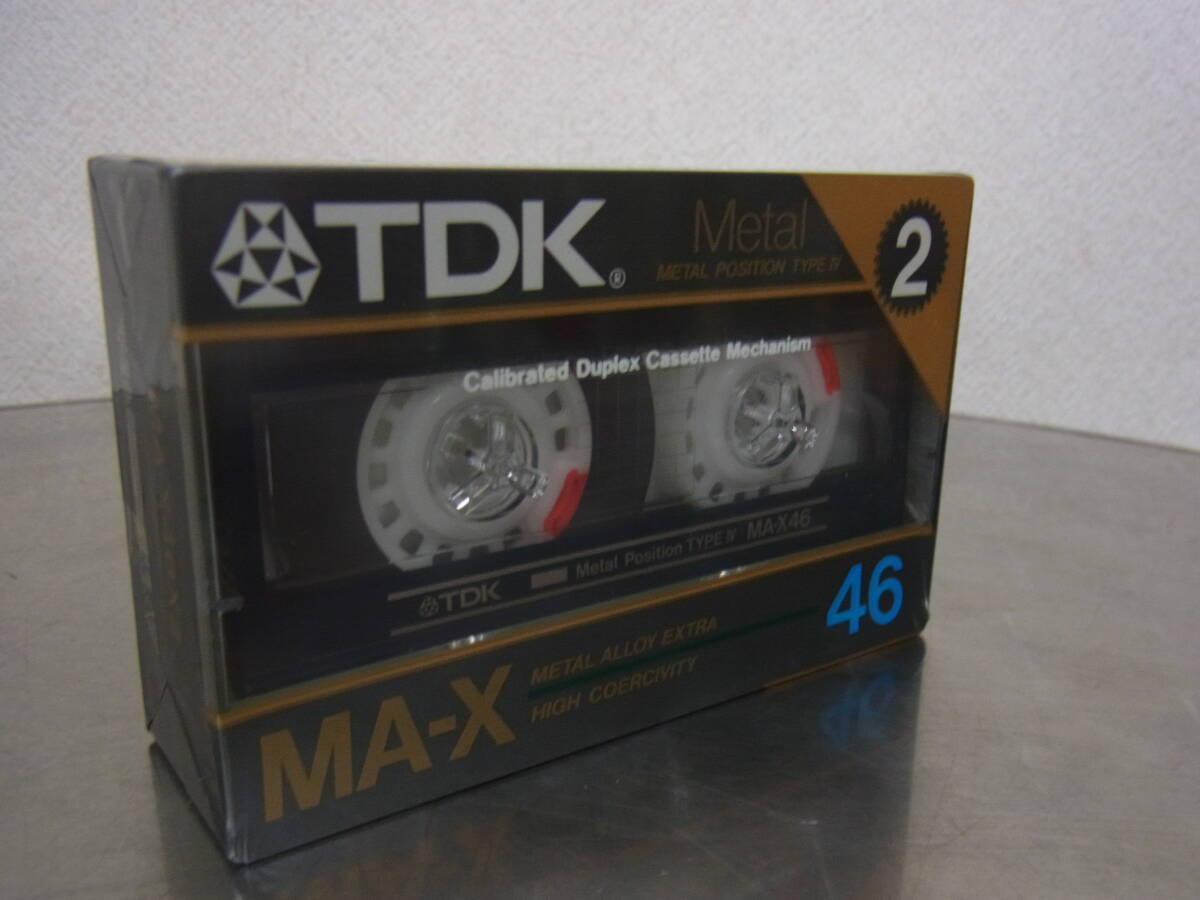 TDK®
Metal
METAL POSITION TYPE IV
2
Calibrated Duplex Cassette Mechanism
TDK Metal Position TYPE IV MA-X46
46
MA-X
METAL ALLOY EXTRA
HIGH COERCIVITY